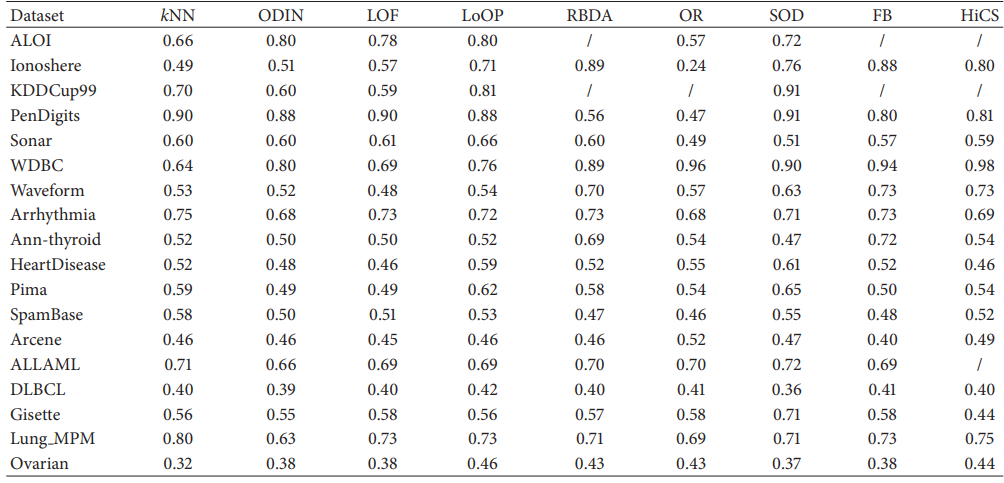 Dataset kNN ODIN LOF LoOP RBDA OR SOD FB HiCS
ALOI 0.66 0.80 0.78 0.80 / 0.57 0.72 / /
Ionoshere 0.49 0.51 0.57 0.71 0.89 0.24 0.76 0.88 0.80
KDDCup99 0.70 0.60 0.59 0.81 / / 0.91 / /
PenDigits 0.90 0.88 0.90 0.88 0.56 0.47 0.91 0.80 0.81
Sonar 0.60 0.60 0.61 0.66 0.60 0.49 0.51 0.57 0.59
WDBC 0.64 0.80 0.69 0.76 0.89 0.96 0.90 0.94 0.98
Waveform 0.53 0.52 0.48 0.54 0.70 0.57 0.63 0.73 0.73
Arrhythmia 0.75 0.68 0.73 0.72 0.73 0.68 0.71 0.73 0.69
Ann-thyroid 0.52 0.50 0.50 0.52 0.69 0.54 0.47 0.72 0.54
HeartDisease 0.52 0.48 0.46 0.59 0.52 0.55 0.61 0.52 0.46
Pima 0.59 0.49 0.49 0.62 0.58 0.54 0.65 0.50 0.54
SpamBase 0.58 0.50 0.51 0.53 0.47 0.46 0.55 0.48 0.52
Arcene 0.46 0.46 0.45 0.46 0.46 0.52 0.47 0.40 0.49
ALLAML 0.71 0.66 0.69 0.69 0.70 0.70 0.72 0.69 /
DLBCL 0.40 0.39 0.40 0.42 0.40 0.41 0.36 0.41 0.40
Gisette 0.56 0.55 0.58 0.56 0.57 0.58 0.71 0.58 0.44
Lung_MPM 0.80 0.63 0.73 0.73 0.71 0.69 0.71 0.73 0.75
Ovarian 0.32 0.38 0.38 0.46 0.43 0.43 0.37 0.38 0.44